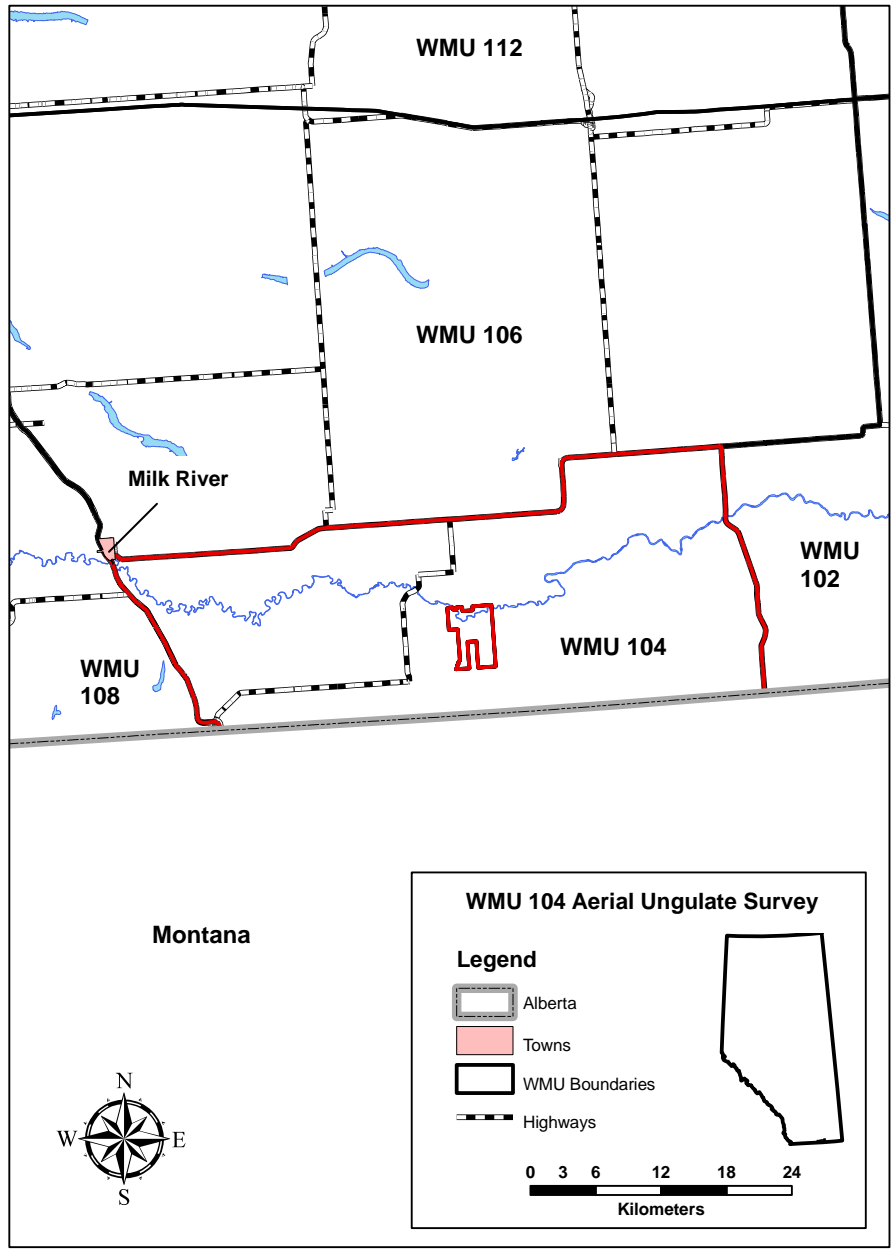 WMU 112
WMU 106
Milk River
WMU
102
WMU 104
WMU
108
Montana
WMU 104 Aerial Ungulate Survey
Legend
Alberta
Towns
WMU Boundaries
Highways
N
W E
S
0 3 6 12 18 24
Kilometers